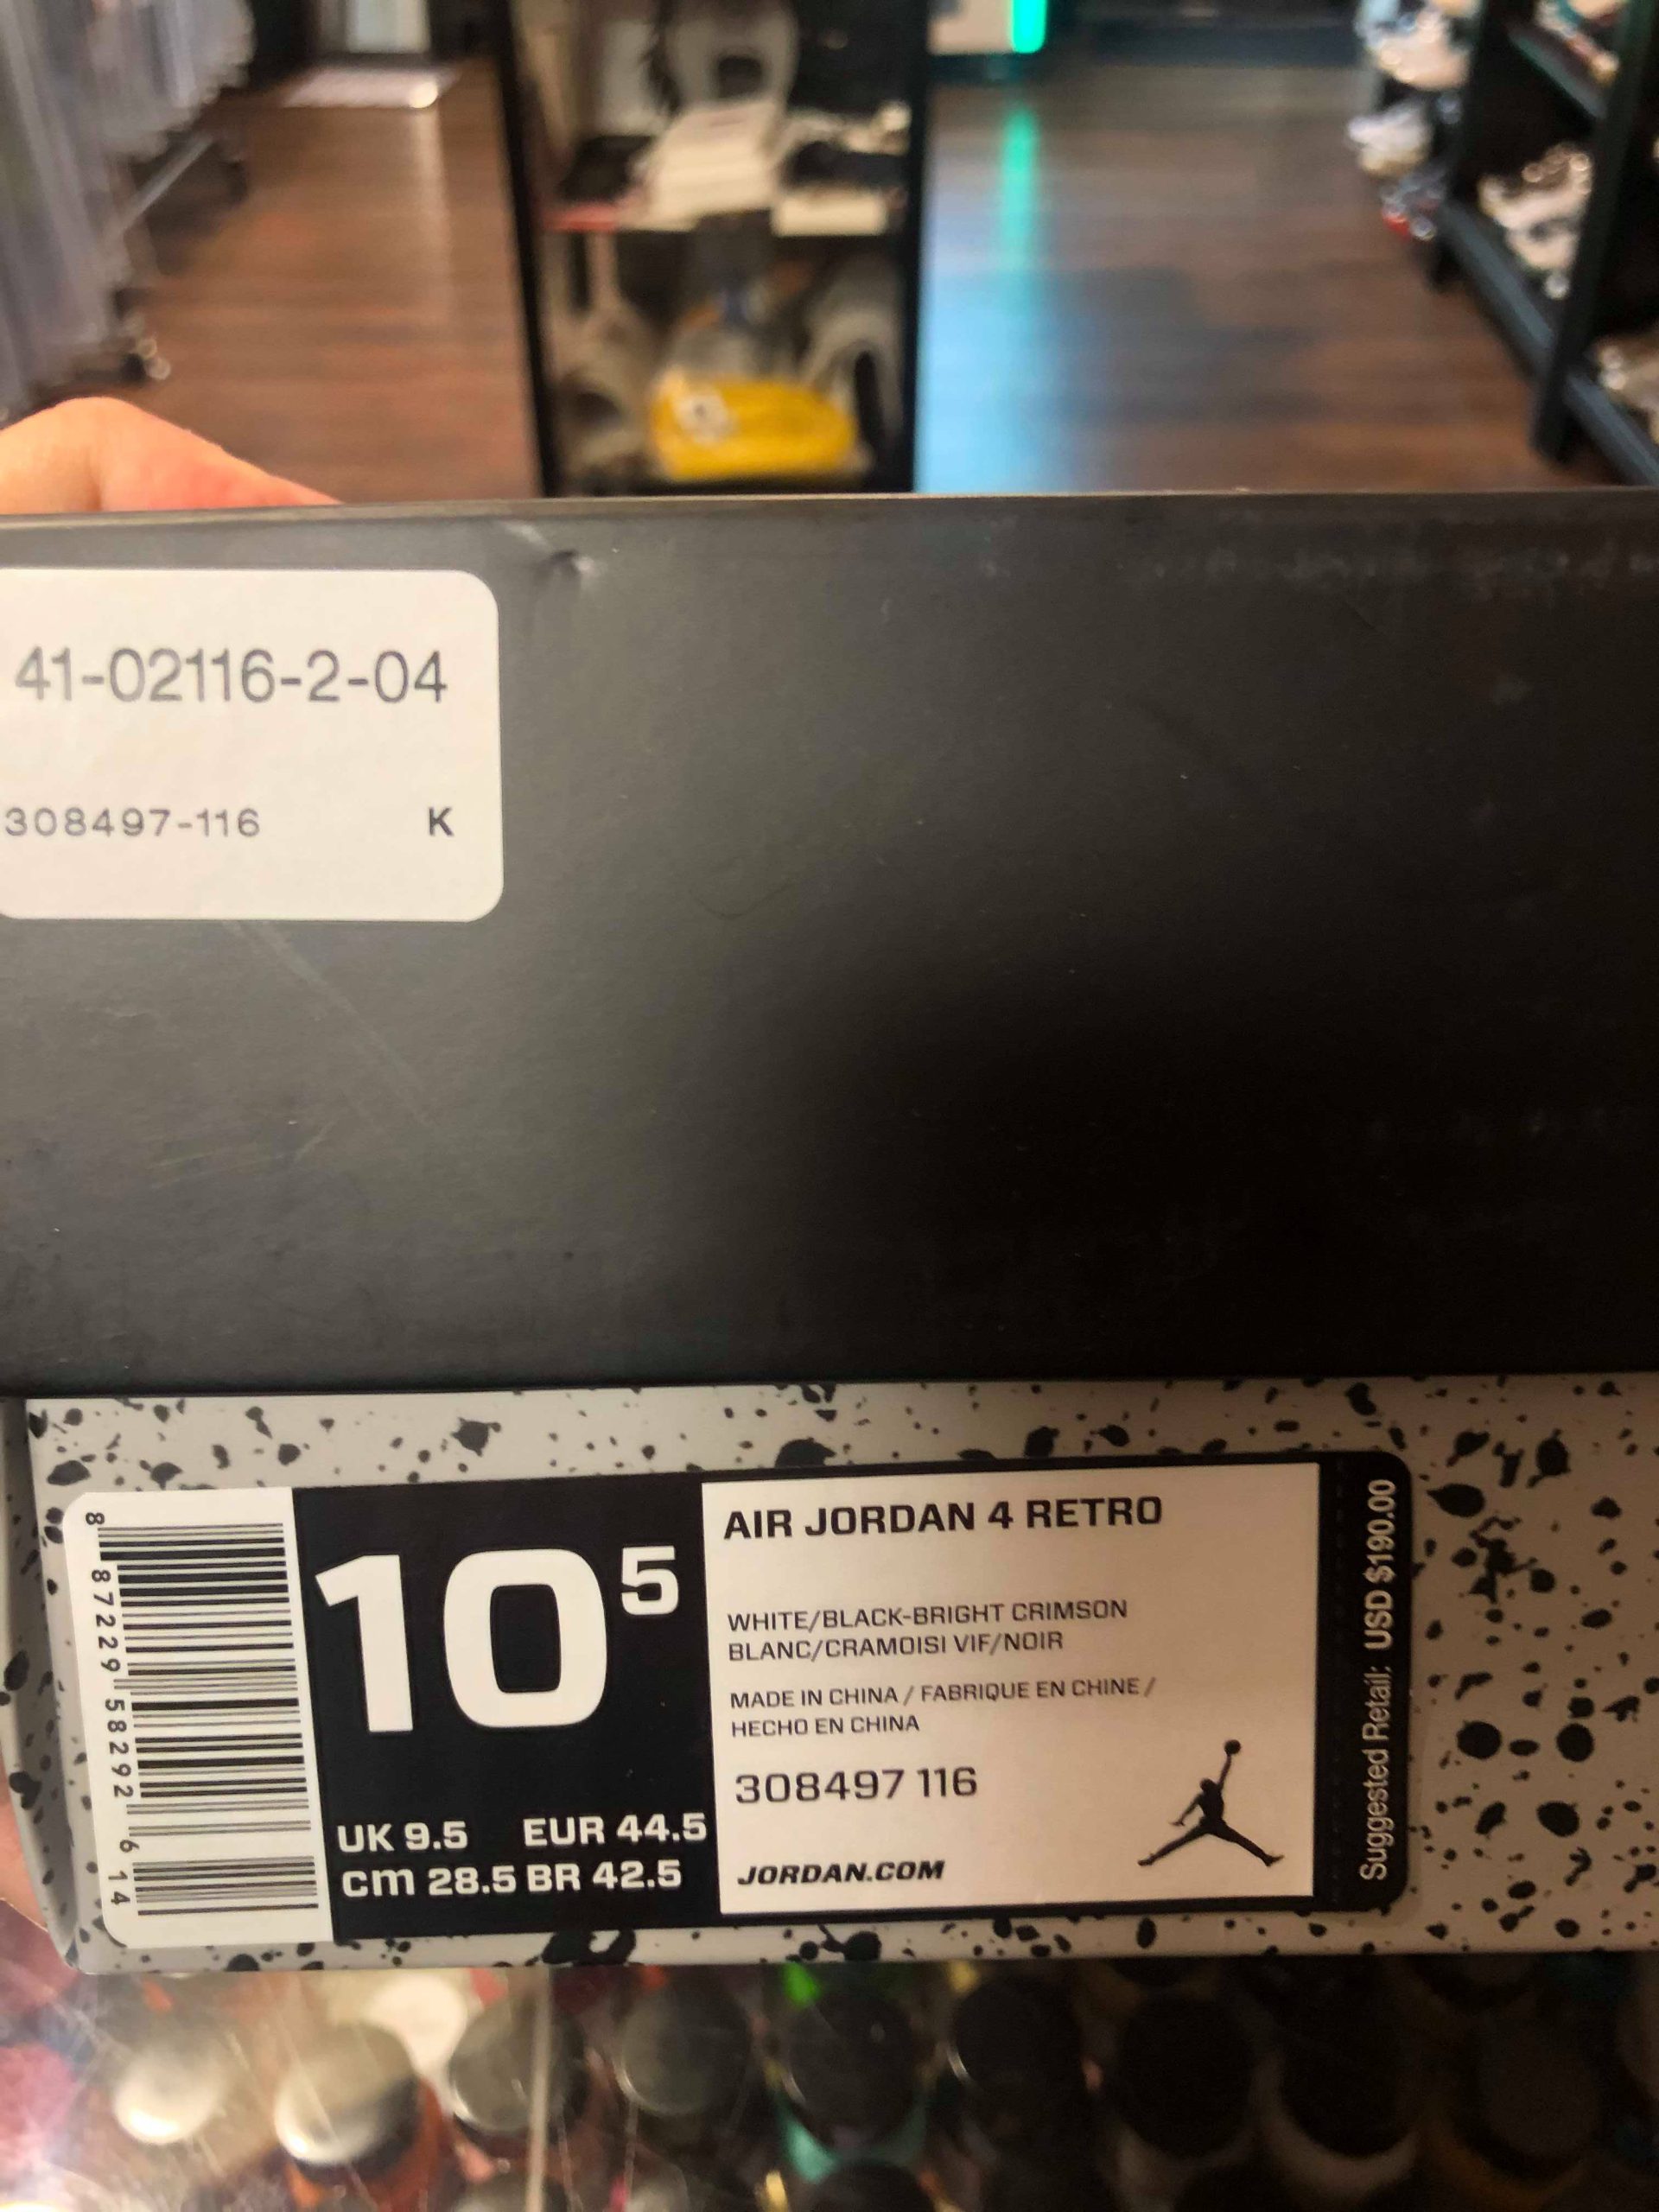 41-02116-2-04
308497-116 K
8 87229 58292 6 14
10 5
UK 9.5 EUR 44.5
cm 28.5 BR 42.5
AIR JORDAN 4 RETRO
WHITE/BLACK-BRIGHT CRIMSON
BLANC/CRAMOISI VIF/NOIR
MADE IN CHINA / FABRIQUE EN CHINE /
HECHO EN CHINA
308497 116
JORDAN.COM
Suggested Retail: USD $190.00